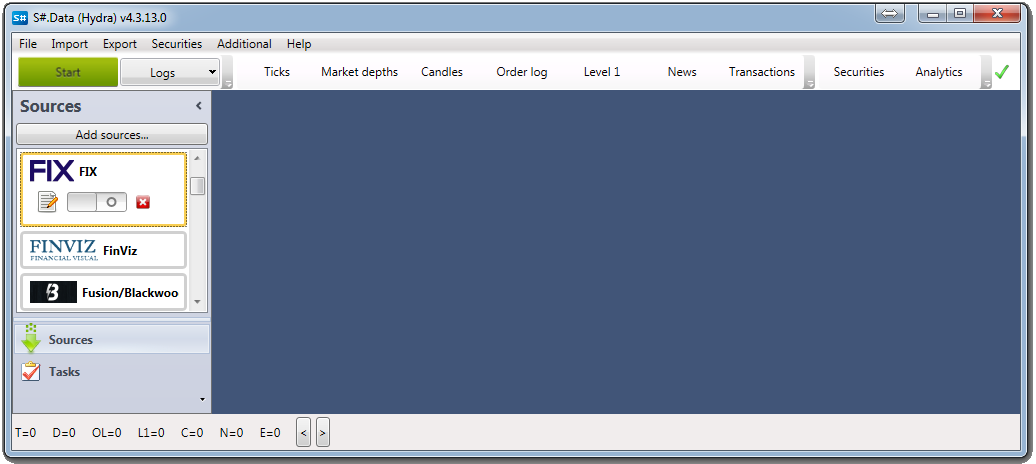 S# S#.Data (Hydra) v4.3.13.0
File Import Export Securities Additional Help
Start Logs Ticks Market depths Candles Order log Level 1 News Transactions Securities Analytics
Sources
Add sources...
FIX FIX
FINVIZ FinViz
FINANCIAL VISUAL
Fusion/Blackwoo
Sources
Tasks
T=0 D=0 OL=0 L1=0 C=0 N=0 E=0 < >